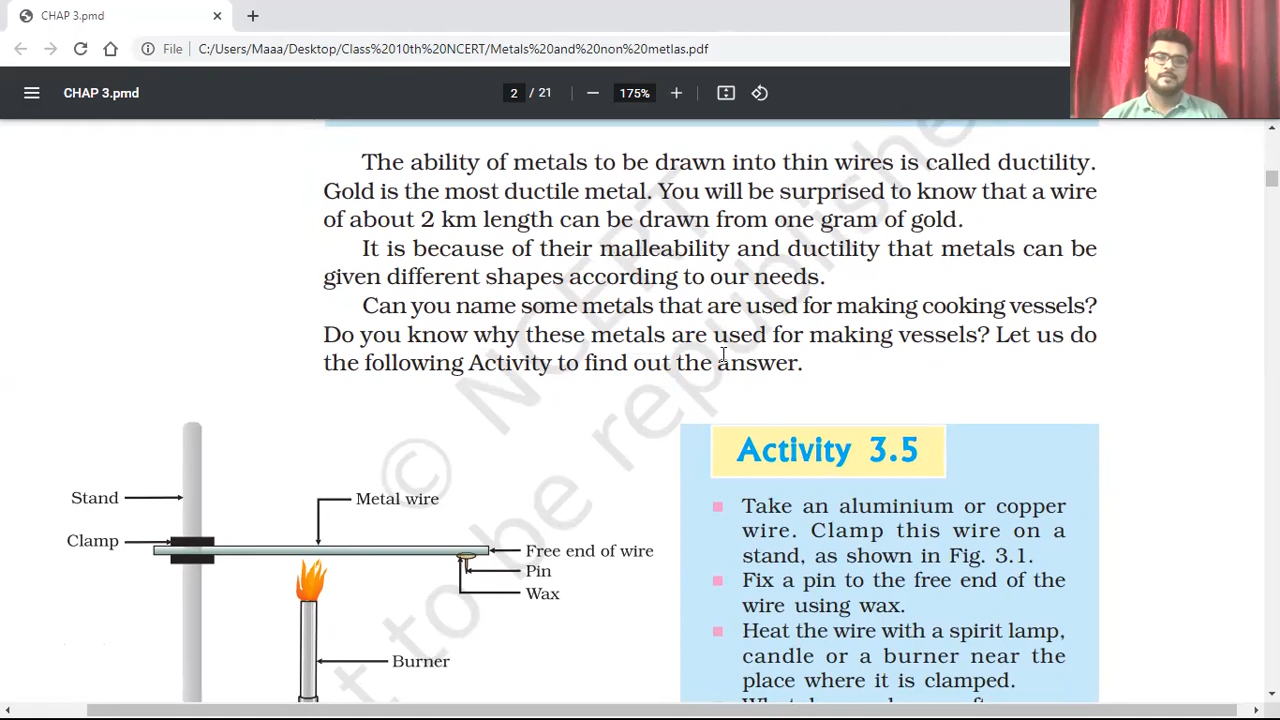 CHAP 3.pmd
File C:/Users/Maaa/Desktop/Class%2010th%20NCERT/Metals%20and%20non%20metlas.pdf
CHAP 3.pmd 2 / 21 175%
The ability of metals to be drawn into thin wires is called ductility.
Gold is the most ductile metal. You will be surprised to know that a wire
of about 2 km length can be drawn from one gram of gold.
It is because of their malleability and ductility that metals can be
given different shapes according to our needs.
Can you name some metals that are used for making cooking vessels?
Do you know why these metals are used for making vessels? Let us do
the following Activity to find out the answer.
Stand
Clamp
Metal wire
Free end of wire
Pin
Wax
Burner
Activity 3.5
Take an aluminium or copper
wire. Clamp this wire on a
stand, as shown in Fig. 3.1.
Fix a pin to the free end of the
wire using wax.
Heat the wire with a spirit lamp,
candle or a burner near the
place where it is clamped.
© NCERT
to be republishe